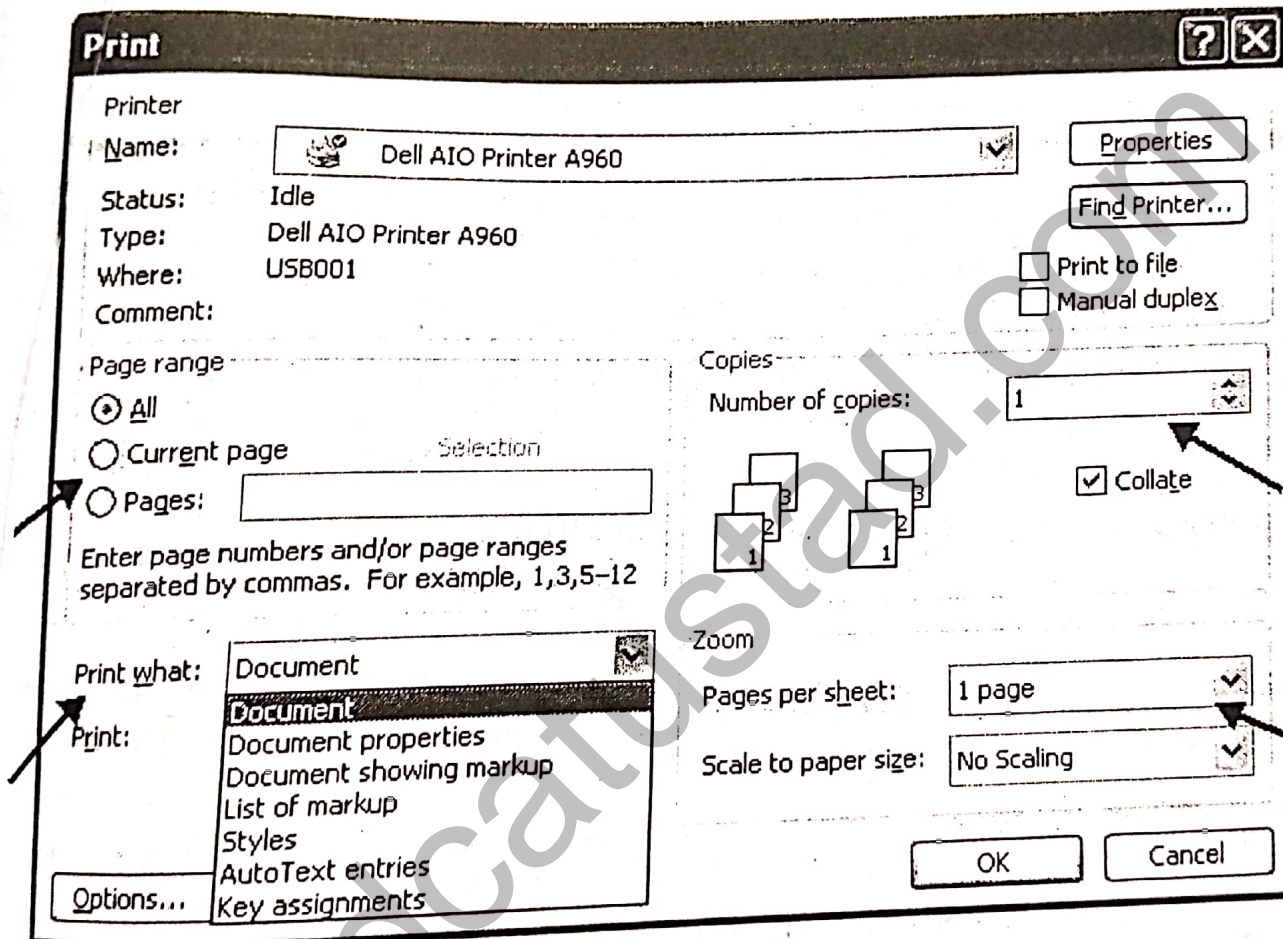 Print
Printer
Name: Dell AIO Printer A960 Properties
Status: Idle Find Printer...
Type: Dell AIO Printer A960
Where: USB001 Print to file
Comment: Manual duplex
Page range
All
Current page Selection
Pages:
Enter page numbers and/or page ranges
separated by commas. For example, 1,3,5–12
Copies
Number of copies: 1
3 3
2 2
1 1
Collate
Print what: Document
Document
Document properties
Document showing markup
List of markup
Styles
AutoText entries
Key assignments
Print:
Zoom
Pages per sheet: 1 page
Scale to paper size: No Scaling
Options... OK Cancel
dcatustad.com